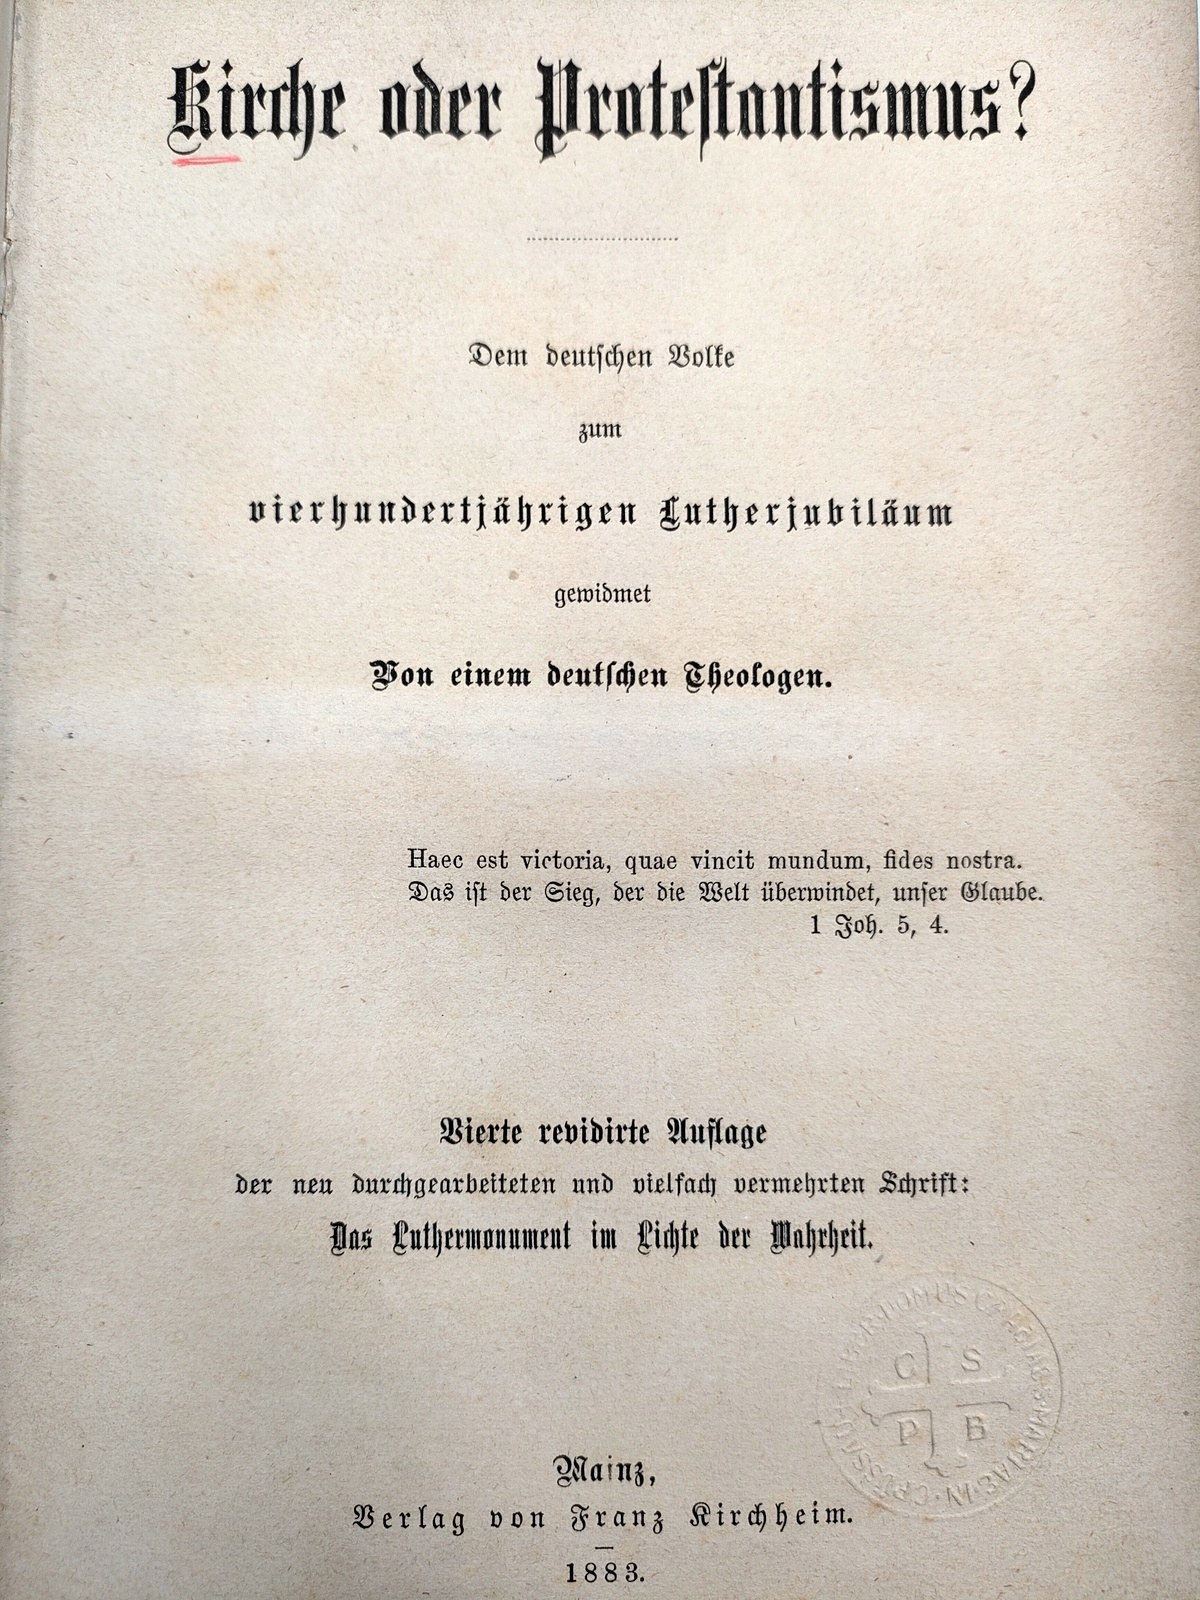 Kirche oder Protestantismus?
Dem deutschen Volke
zum
vierhundertjährigen Lutherjubiläum
gewidmet
Von einem deutschen Theologen.
Haec est victoria, quae vincit mundum, fides nostra.
Das ist der Sieg, der die Welt überwindet, unser Glaube.
1 Joh. 5, 4.
Vierte revidirte Auflage
der neu durchgearbeiteten und vielfach vermehrten Schrift:
Das Luthermonument im Lichte der Wahrheit.
DOMUS
MARIAE · IN
C S
P B
Mainz,
Verlag von Franz Kirchheim.
1883.